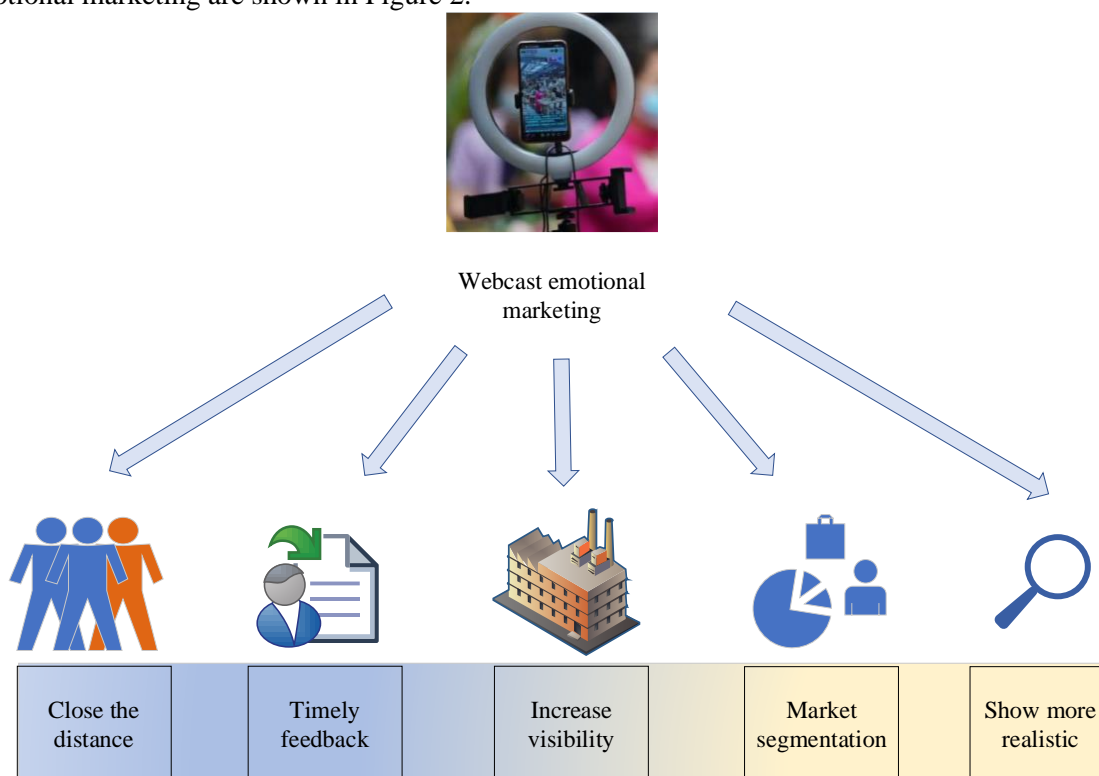 otional marketing are shown in Figure 2.
Webcast emotional
marketing
Close the
distance
Timely
feedback
Increase
visibility
Market
segmentation
Show more
realistic